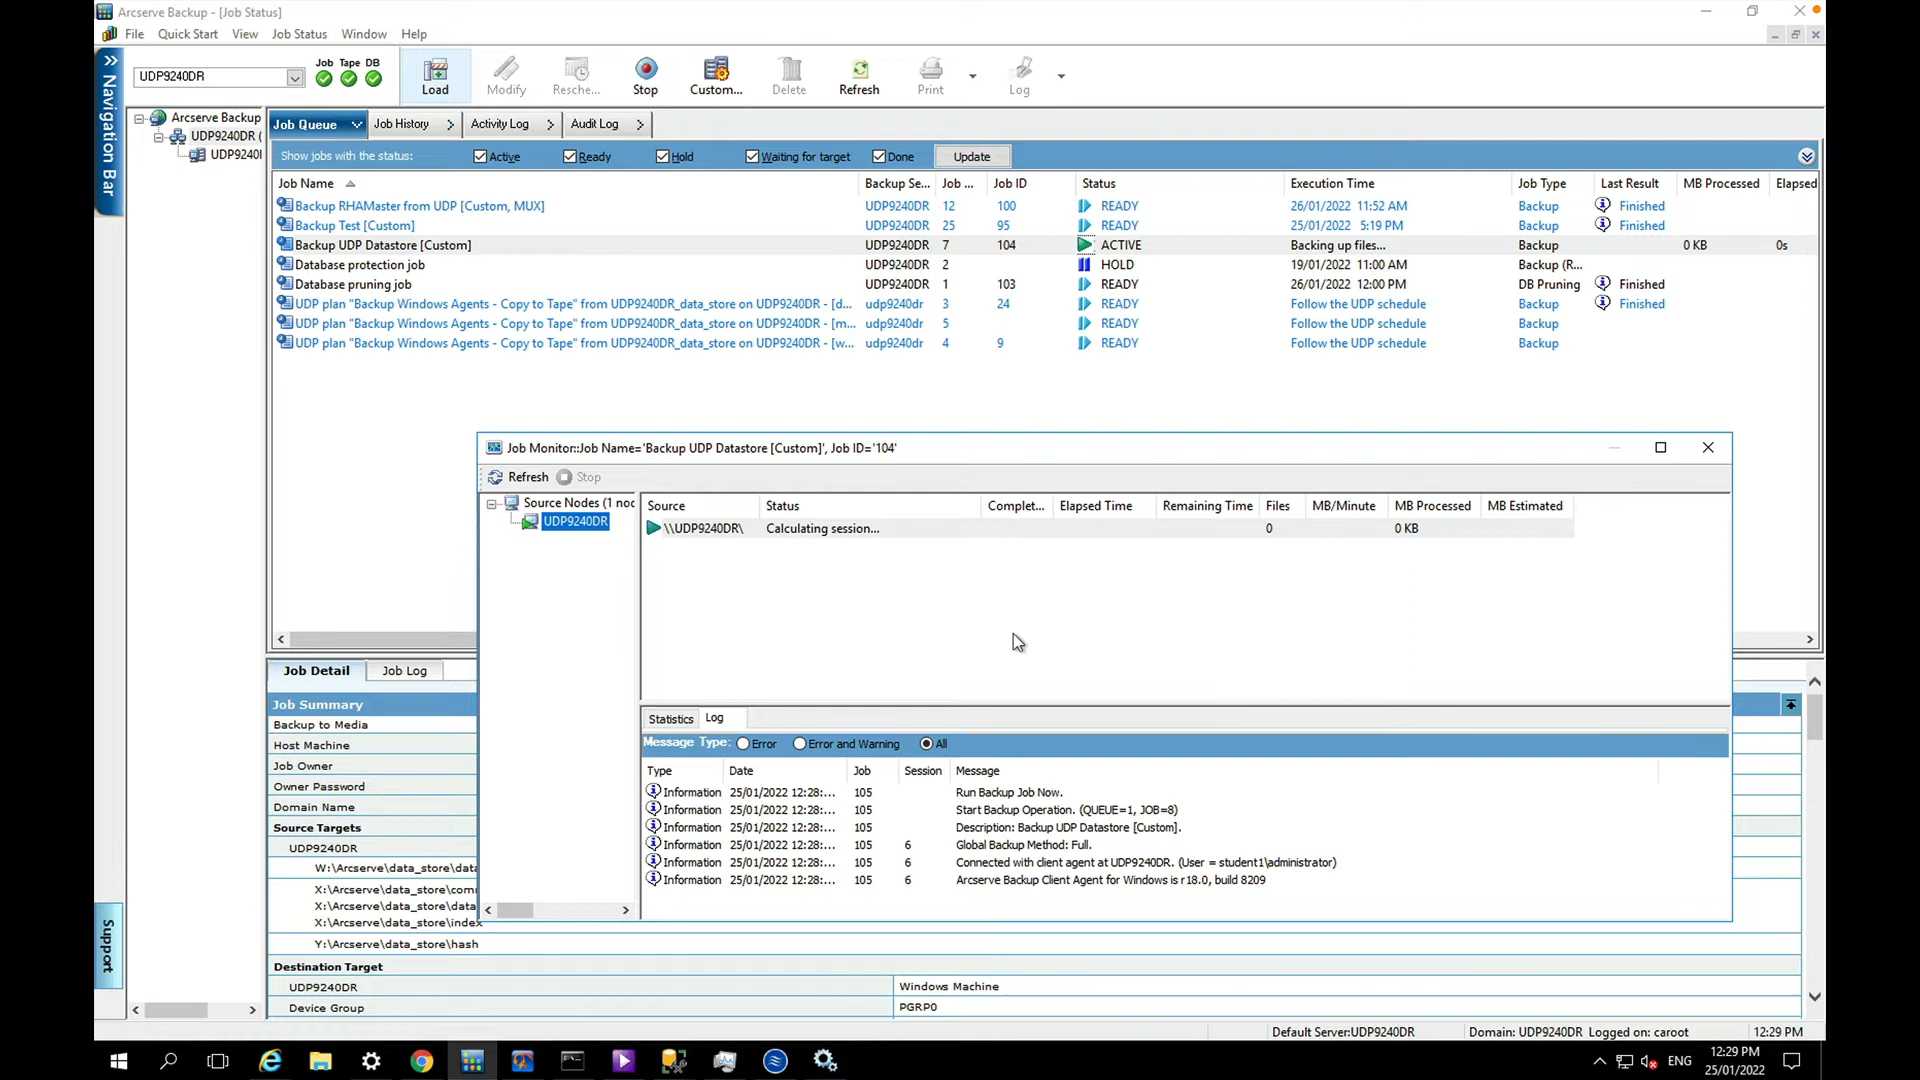 Arcserve Backup - [Job Status]
File Quick Start View Job Status Window Help
UDP9240DR Job Tape DB Load Modify Resche... Stop Custom... Delete Refresh Print Log
Navigation Bar
Arcserve Backup
UDP9240DR (
UDP9240
Job Queue Job History Activity Log Audit Log
Show jobs with the status: Active Ready Hold Waiting for target Done Update
Job Name Backup Se... Job ... Job ID Status Execution Time Job Type Last Result MB Processed Elapsed
Backup RHAMaster from UDP [Custom, MUX] UDP9240DR 12 100 READY 26/01/2022 11:52 AM Backup Finished
Backup Test [Custom] UDP9240DR 25 95 READY 25/01/2022 5:19 PM Backup Finished
Backup UDP Datastore [Custom] UDP9240DR 7 104 ACTIVE Backing up files... Backup 0 KB 0s
Database protection job UDP9240DR 2 HOLD 19/01/2022 11:00 AM Backup (R...
Database pruning job UDP9240DR 1 103 READY 26/01/2022 12:00 PM DB Pruning Finished
UDP plan "Backup Windows Agents - Copy to Tape" from UDP9240DR_data_store on UDP9240DR - [d... udp9240dr 3 24 READY Follow the UDP schedule Backup Finished
UDP plan "Backup Windows Agents - Copy to Tape" from UDP9240DR_data_store on UDP9240DR - [m... udp9240dr 5 READY Follow the UDP schedule Backup
UDP plan "Backup Windows Agents - Copy to Tape" from UDP9240DR_data_store on UDP9240DR - [w... udp9240dr 4 9 READY Follow the UDP schedule Backup
Job Monitor::Job Name='Backup UDP Datastore [Custom]', Job ID='104'
Refresh Stop
Source Nodes (1 noc
UDP9240DR
Source Status Complet... Elapsed Time Remaining Time Files MB/Minute MB Processed MB Estimated
\\UDP9240DR\ Calculating session... 0 0 KB
Statistics Log
Message Type: Error Error and Warning All
Type Date Job Session Message
Information 25/01/2022 12:28:... 105 Run Backup Job Now.
Information 25/01/2022 12:28:... 105 Start Backup Operation. (QUEUE=1, JOB=8)
Information 25/01/2022 12:28:... 105 Description: Backup UDP Datastore [Custom].
Information 25/01/2022 12:28:... 105 6 Global Backup Method: Full.
Information 25/01/2022 12:28:... 105 6 Connected with client agent at UDP9240DR. (User = student1\administrator)
Information 25/01/2022 12:28:... 105 6 Arcserve Backup Client Agent for Windows is r18.0, build 8209
Job Detail Job Log
Job Summary
Backup to Media
Host Machine
Job Owner
Owner Password
Domain Name
Source Targets
UDP9240DR
W:\Arcserve\data_store\data
X:\Arcserve\data_store\comm
X:\Arcserve\data_store\data
X:\Arcserve\data_store\index
Y:\Arcserve\data_store\hash
Destination Target
UDP9240DR Windows Machine
Device Group PGRP0
Support
Default Server:UDP9240DR Domain: UDP9240DR Logged on: caroot 12:29 PM
ENG 12:29 PM
25/01/2022